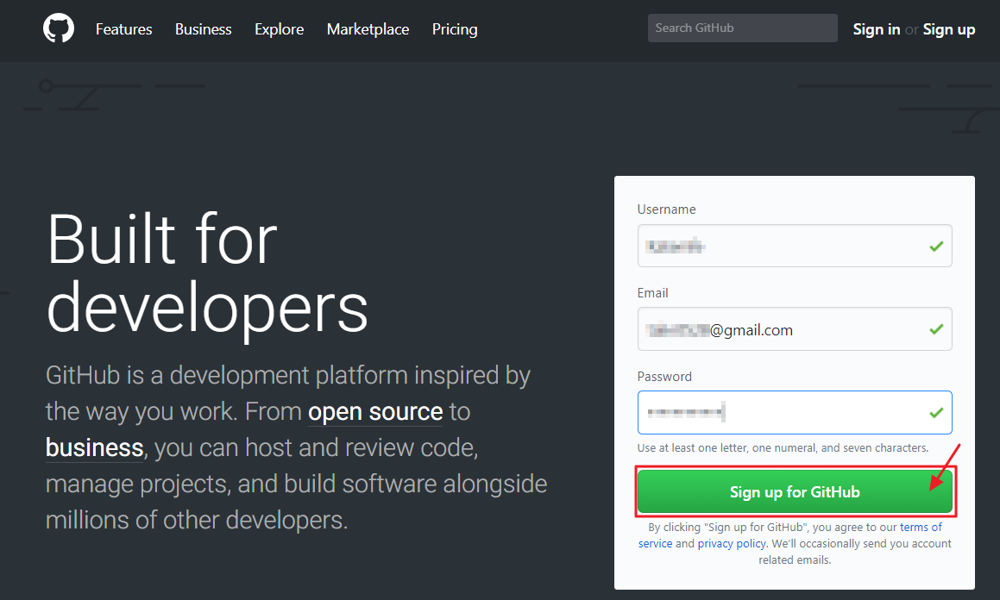 Features Business Explore Marketplace Pricing Search GitHub Sign in or Sign up
Built for
developers
GitHub is a development platform inspired by
the way you work. From open source to
business, you can host and review code,
manage projects, and build software alongside
millions of other developers.
Username
Email
@gmail.com
Password
Use at least one letter, one numeral, and seven characters.
Sign up for GitHub
By clicking "Sign up for GitHub", you agree to our terms of
service and privacy policy. We’ll occasionally send you account
related emails.